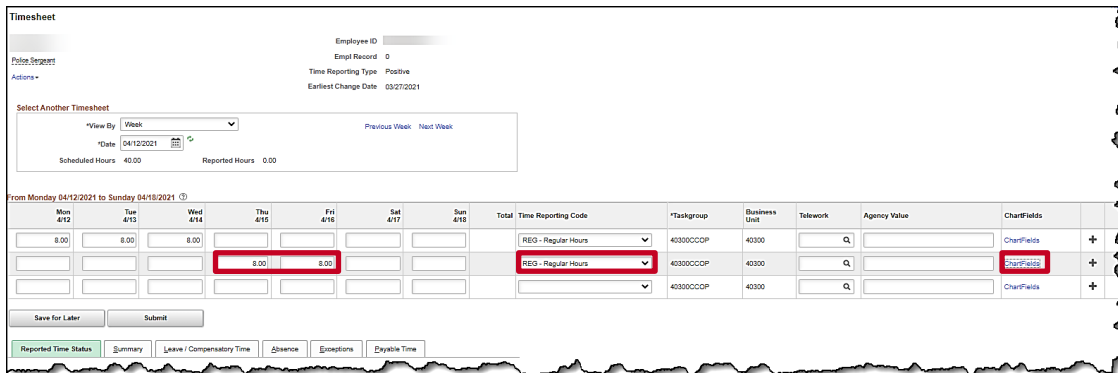 Timesheet
Employee ID
Police Sergeant
Empl Record 0
Actions
Time Reporting Type Positive
Earliest Change Date 03/27/2021
Select Another Timesheet
*View By Week
Previous Week Next Week
*Date 04/12/2021
Scheduled Hours 40.00 Reported Hours 0.00
From Monday 04/12/2021 to Sunday 04/18/2021
Mon 4/12 Tue 4/13 Wed 4/14 Thu 4/15 Fri 4/16 Sat 4/17 Sun 4/18 Total Time Reporting Code *Taskgroup Business Unit Telework Agency Value ChartFields
8.00 8.00 8.00 REG - Regular Hours 40300CCOP 40300 ChartFields +
8.00 8.00 REG - Regular Hours 40300CCOP 40300 ChartFields +
40300CCOP 40300 ChartFields +
Save for Later Submit
Reported Time Status Summary Leave / Compensatory Time Absence Exceptions Payable Time